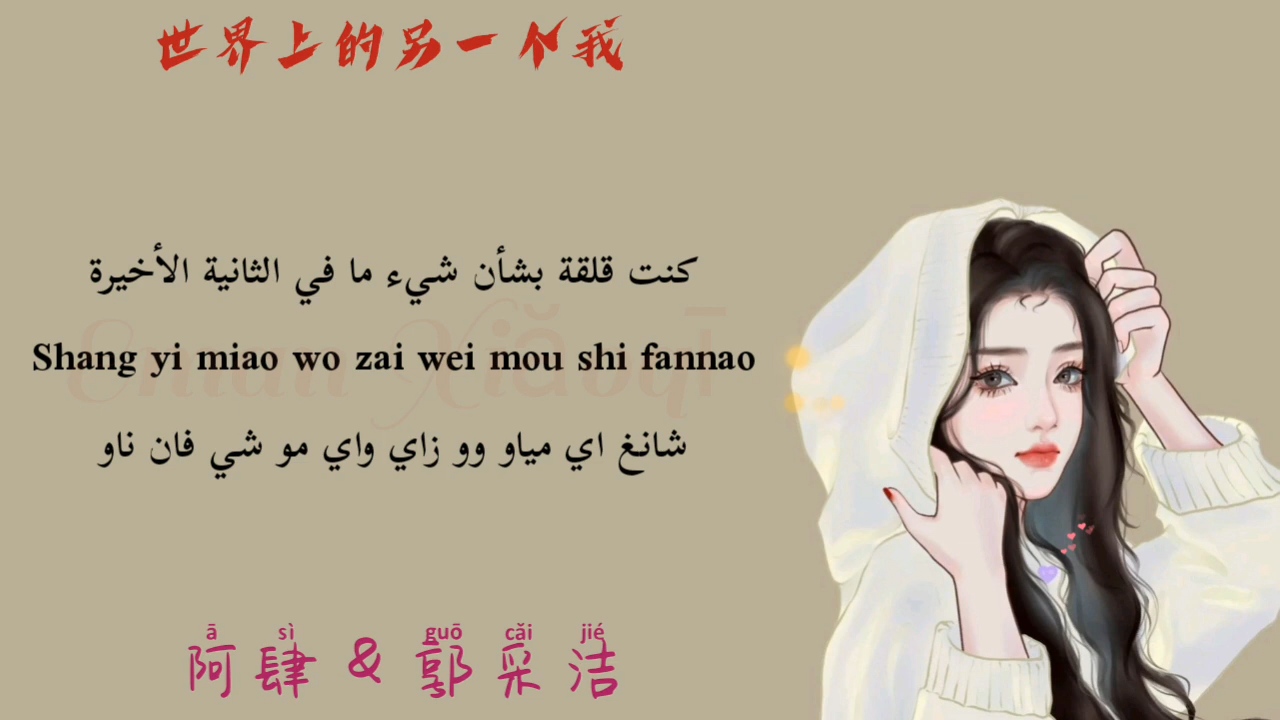 世界上的另一个我
كنت قلقة بشأن شيء ما في الثانية الأخيرة
Shang yi miao wo zai wei mou shi fannao
Eman Xiǎoqī
شانغ اي مياو وو زاي واي مو شي فان ناو
ā sì guō cǎi jié
阿肆 & 郭采洁